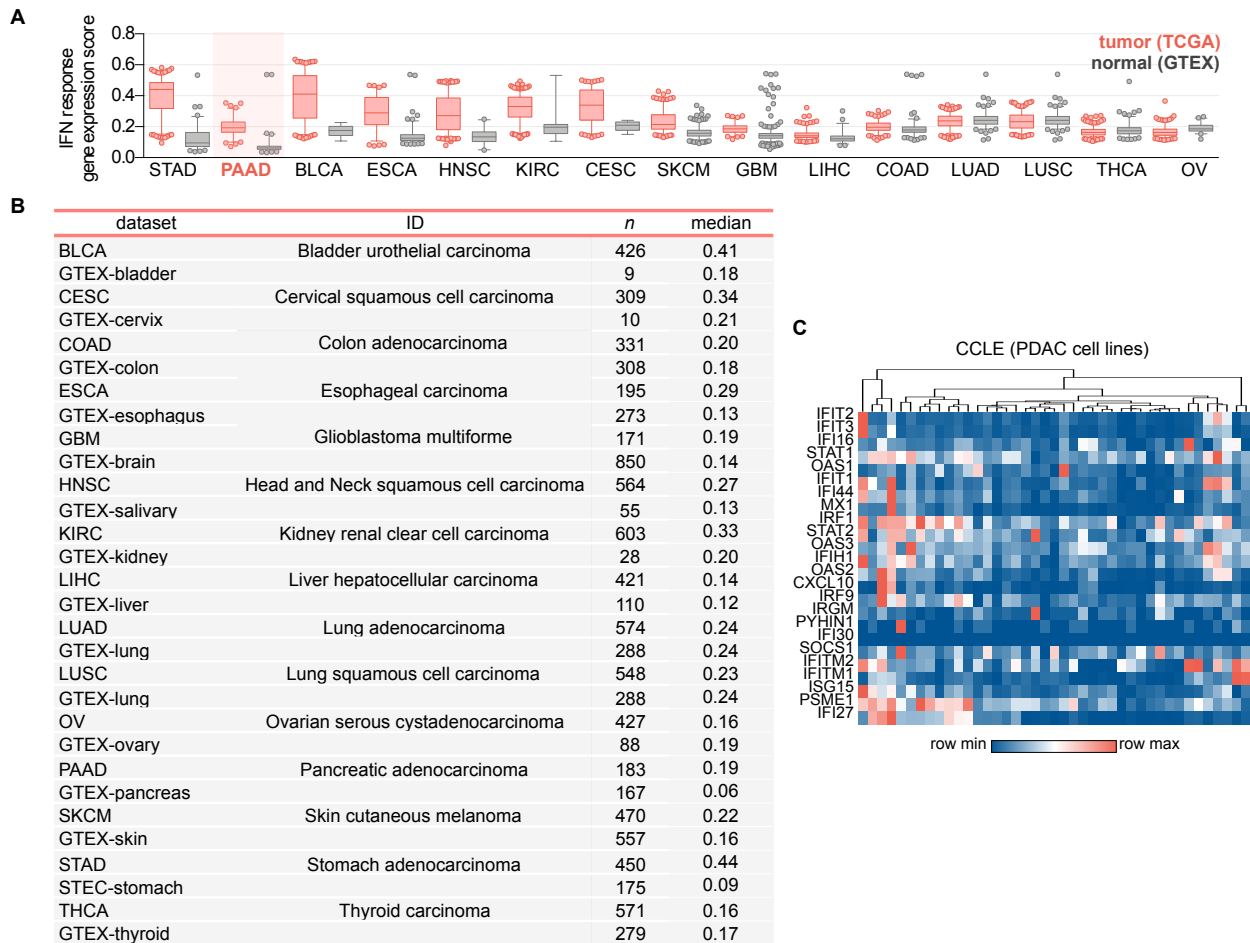 A
IFN response
gene expression score
0.8
0.6
0.4
0.2
0.0
tumor (TCGA)
normal (GTEX)
STAD PAAD BLCA ESCA HNSC KIRC CESC SKCM GBM LIHC COAD LUAD LUSC THCA OV
B
dataset ID n median
BLCA Bladder urothelial carcinoma 426 0.41
GTEX-bladder 9 0.18
CESC Cervical squamous cell carcinoma 309 0.34
GTEX-cervix 10 0.21
COAD Colon adenocarcinoma 331 0.20
GTEX-colon 308 0.18
ESCA Esophageal carcinoma 195 0.29
GTEX-esophagus 273 0.13
GBM Glioblastoma multiforme 171 0.19
GTEX-brain 850 0.14
HNSC Head and Neck squamous cell carcinoma 564 0.27
GTEX-salivary 55 0.13
KIRC Kidney renal clear cell carcinoma 603 0.33
GTEX-kidney 28 0.20
LIHC Liver hepatocellular carcinoma 421 0.14
GTEX-liver 110 0.12
LUAD Lung adenocarcinoma 574 0.24
GTEX-lung 288 0.24
LUSC Lung squamous cell carcinoma 548 0.23
GTEX-lung 288 0.24
OV Ovarian serous cystadenocarcinoma 427 0.16
GTEX-ovary 88 0.19
PAAD Pancreatic adenocarcinoma 183 0.19
GTEX-pancreas 167 0.06
SKCM Skin cutaneous melanoma 470 0.22
GTEX-skin 557 0.16
STAD Stomach adenocarcinoma 450 0.44
STEC-stomach 175 0.09
THCA Thyroid carcinoma 571 0.16
GTEX-thyroid 279 0.17
C
CCLE (PDAC cell lines)
IFIT2
IFIT3
IFI16
STAT1
OAS1
IFIT1
IFI44
MX1
IRF1
STAT2
OAS3
IFIH1
OAS2
CXCL10
IRF9
IRGM
PYHIN1
IFI30
SOCS1
IFITM2
IFITM1
ISG15
PSME1
IFI27
row min row max